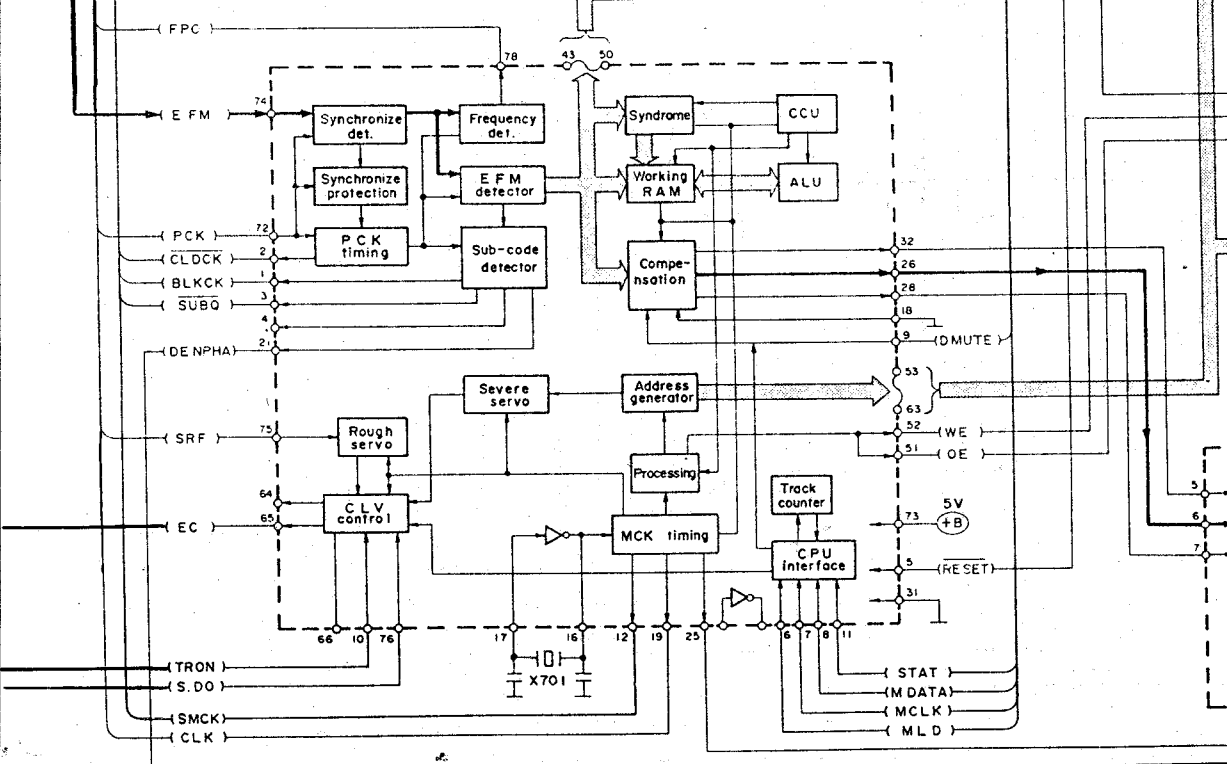 FPC
78
43
50
EFM
74
Synchronize
det.
Frequency
det.
Syndrome
CCU
Synchronize
protection
EFM
detector
Working
RAM
ALU
PCK
72
PCK
timing
Sub-code
detector
Compe-
nsation
32
CLDCK
2
26
BLKCK
1
28
SUBQ
3
18
4
9
(DMUTE)
(DENPHA)
21
53
Severe
servo
Address
generator
63
SRF
75
Rough
servo
52
WE
51
OE
Processing
Track
counter
64
CLV
control
EC
65
5V
73
+B
MCK timing
CPU
interface
5
(RESET)
31
5
6
7
66
10
76
17
16
12
19
25
6
7
8
11
X701
TRON
S.DO
SMCK
CLK
STAT
MDATA
MCLK
MLD